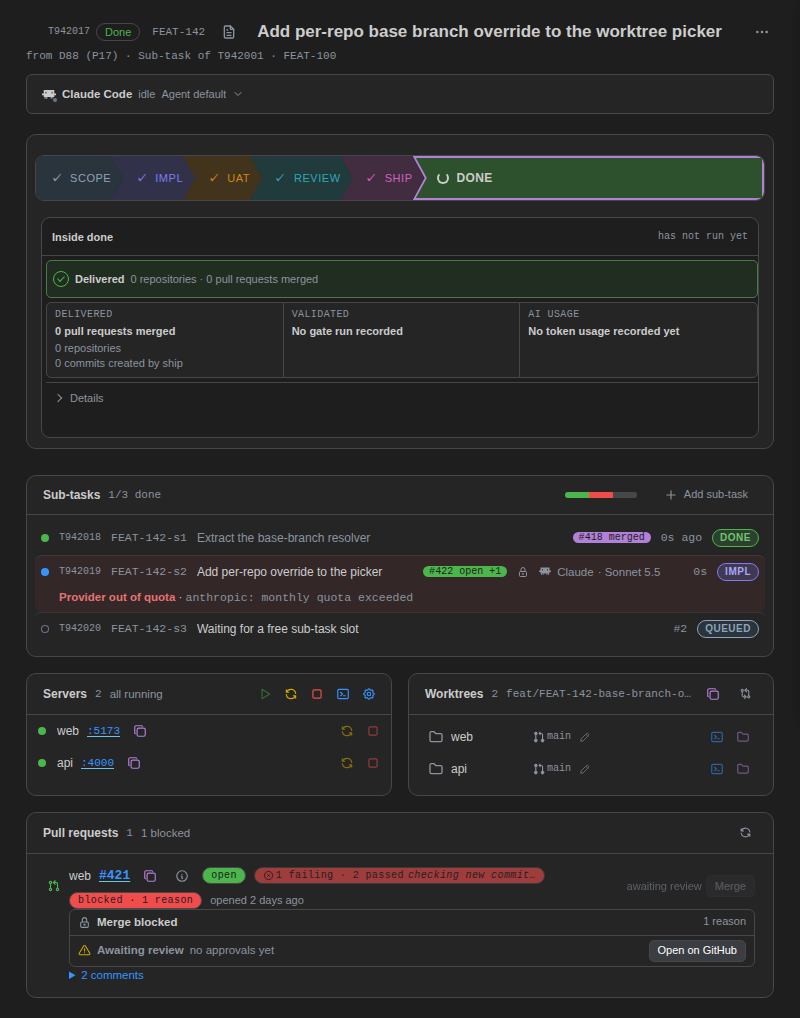 T942017 Done FEAT-142 Add per-repo base branch override to the worktree picker
from D88 (P17) · Sub-task of T942001 · FEAT-100
Claude Code idle Agent default
SCOPE IMPL UAT REVIEW SHIP DONE
Inside done has not run yet
Delivered 0 repositories · 0 pull requests merged
DELIVERED VALIDATED AI USAGE
0 pull requests merged No gate run recorded No token usage recorded yet
0 repositories
0 commits created by ship
Details
Sub-tasks 1/3 done Add sub-task
T942018 FEAT-142-s1 Extract the base-branch resolver #418 merged 0s ago DONE
T942019 FEAT-142-s2 Add per-repo override to the picker #422 open +1 Claude · Sonnet 5.5 0s IMPL
Provider out of quota · anthropic: monthly quota exceeded
T942020 FEAT-142-s3 Waiting for a free sub-task slot #2 QUEUED
Servers 2 all running
web :5173
api :4000
Worktrees 2 feat/FEAT-142-base-branch-o…
web main
api main
Pull requests 1 1 blocked
web #421 open 1 failing · 2 passed checking new commit…
blocked · 1 reason opened 2 days ago
awaiting review Merge
Merge blocked 1 reason
Awaiting review no approvals yet Open on GitHub
2 comments